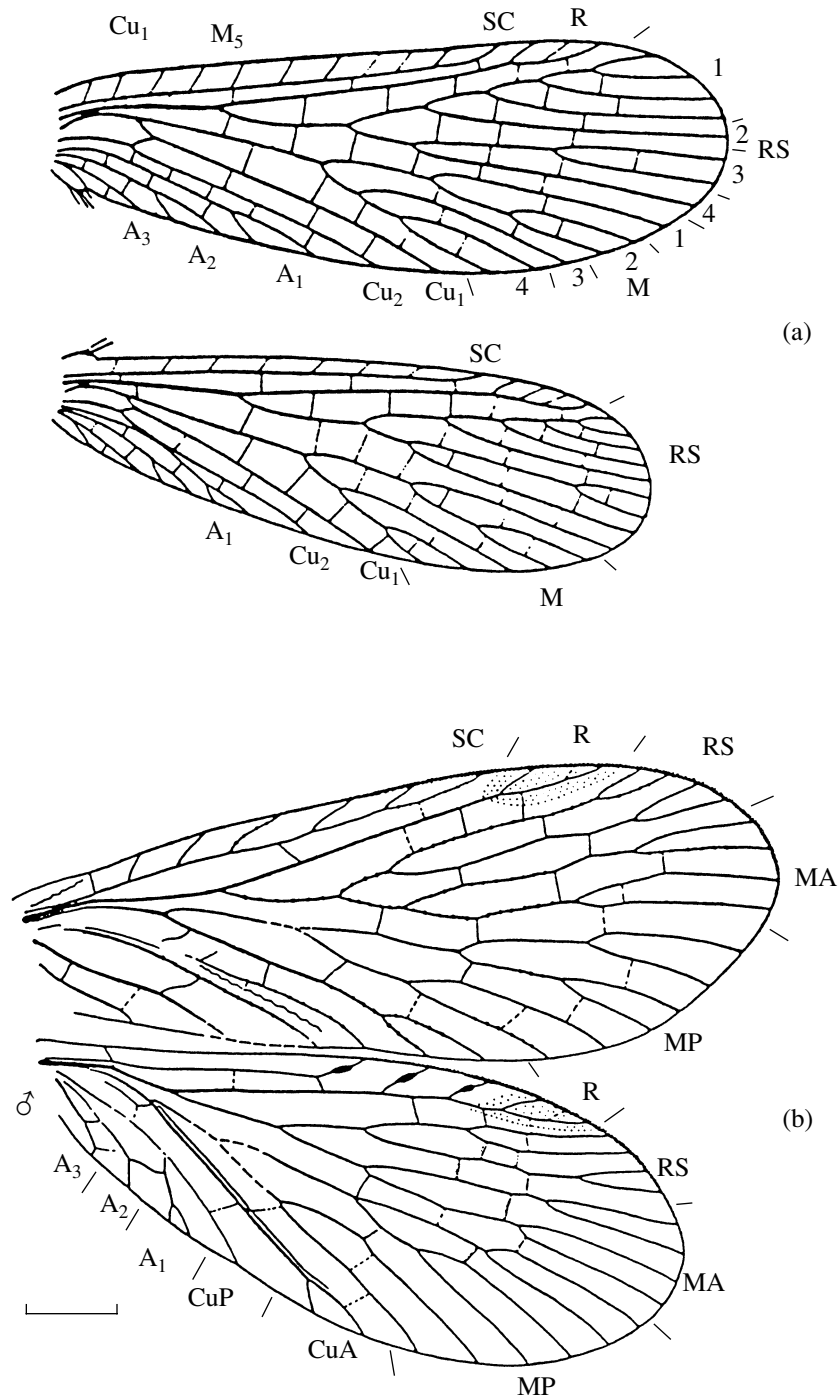 Cu₁ M₅ SC R
1
2
RS
3
4
1
2
M
3
4
Cu₁
Cu₂
A₁
A₂
A₃
(a)
SC
RS
A₁
Cu₂
Cu₁
M
SC R RS
MA
MP
♂
R
(b)
RS
A₃
A₂
A₁
MA
CuP
CuA
MP